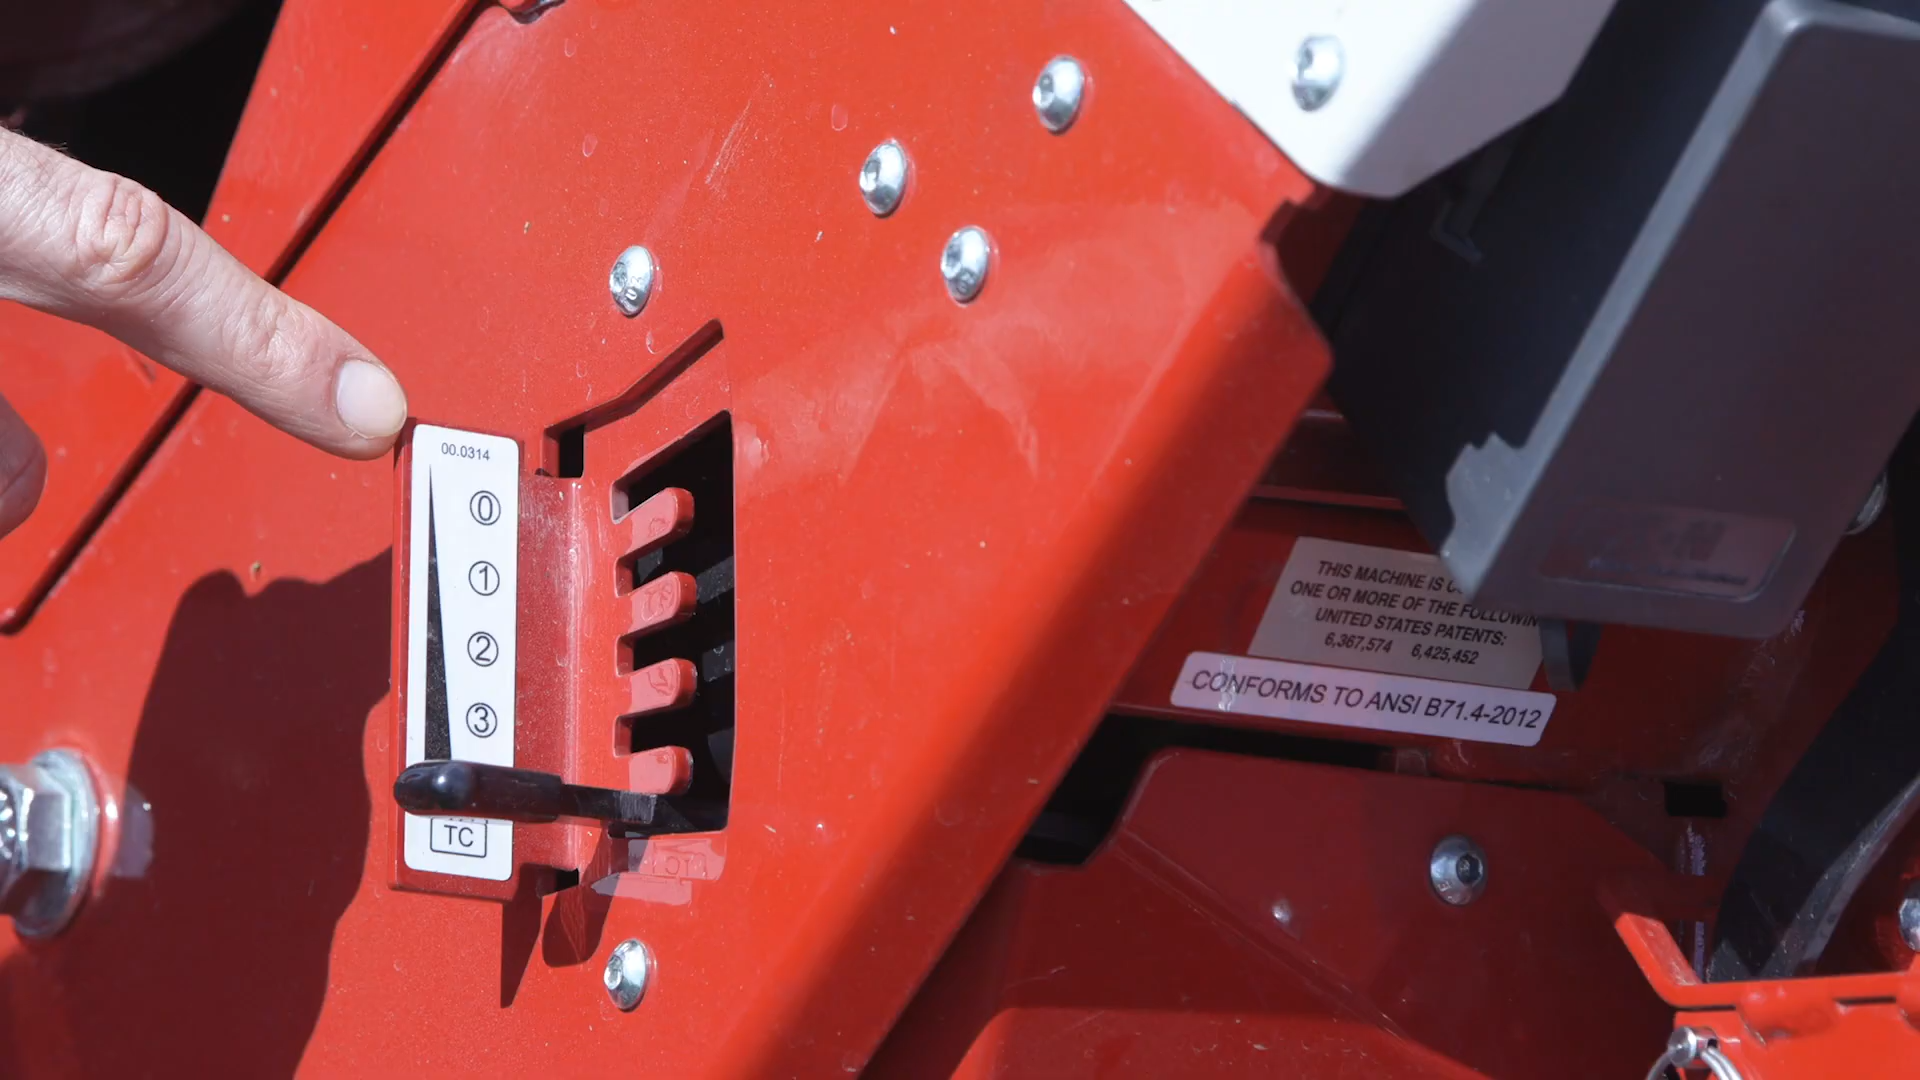 00.0314
0
1
2
3
TC
THIS MACHINE IS
ONE OR MORE OF THE
UNITED STATES PATENTS:
6,367,574 6,425,452
CONFORMS TO ANSI B71.4-2012